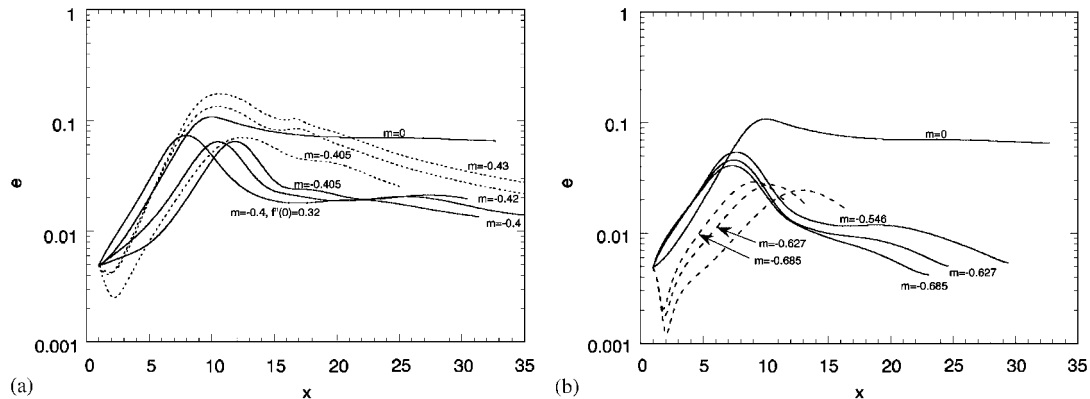 1
0.1
0.01
0.001
e
0
5
10
15
20
25
30
35
x
m=0
m=-0.43
m=-0.405
m=-0.405
m=-0.42
m=-0.4, f''(0)=0.32
m=-0.4
(a)
1
0.1
0.01
0.001
e
0
5
10
15
20
25
30
35
x
m=0
m=-0.546
m=-0.627
m=-0.685
m=-0.627
m=-0.685
(b)